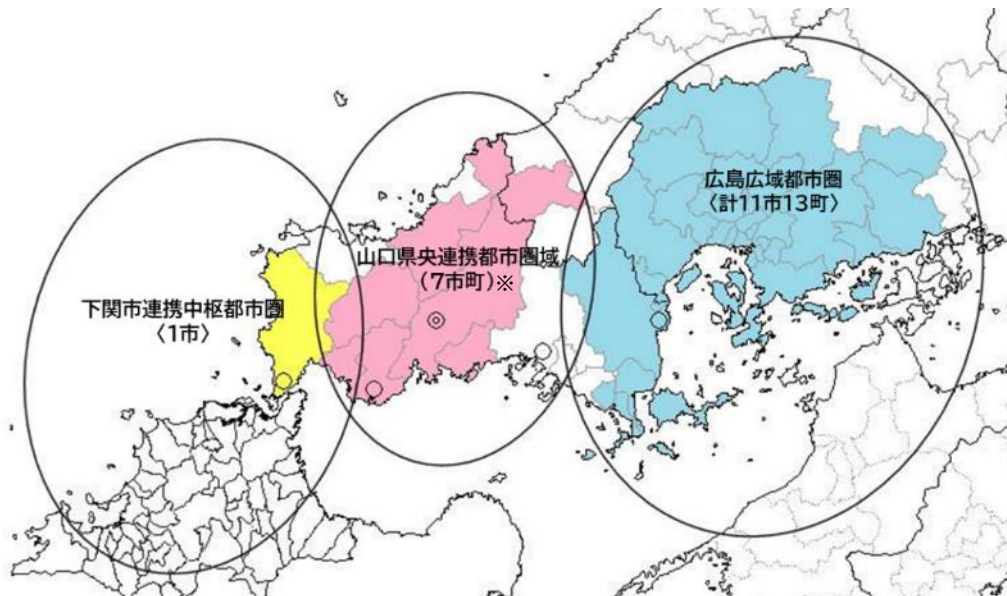 下関市連携中枢都市圏
〈1市〉
山口県央連携都市圏域
(7市町)※
広島広域都市圏
〈計11市13町〉